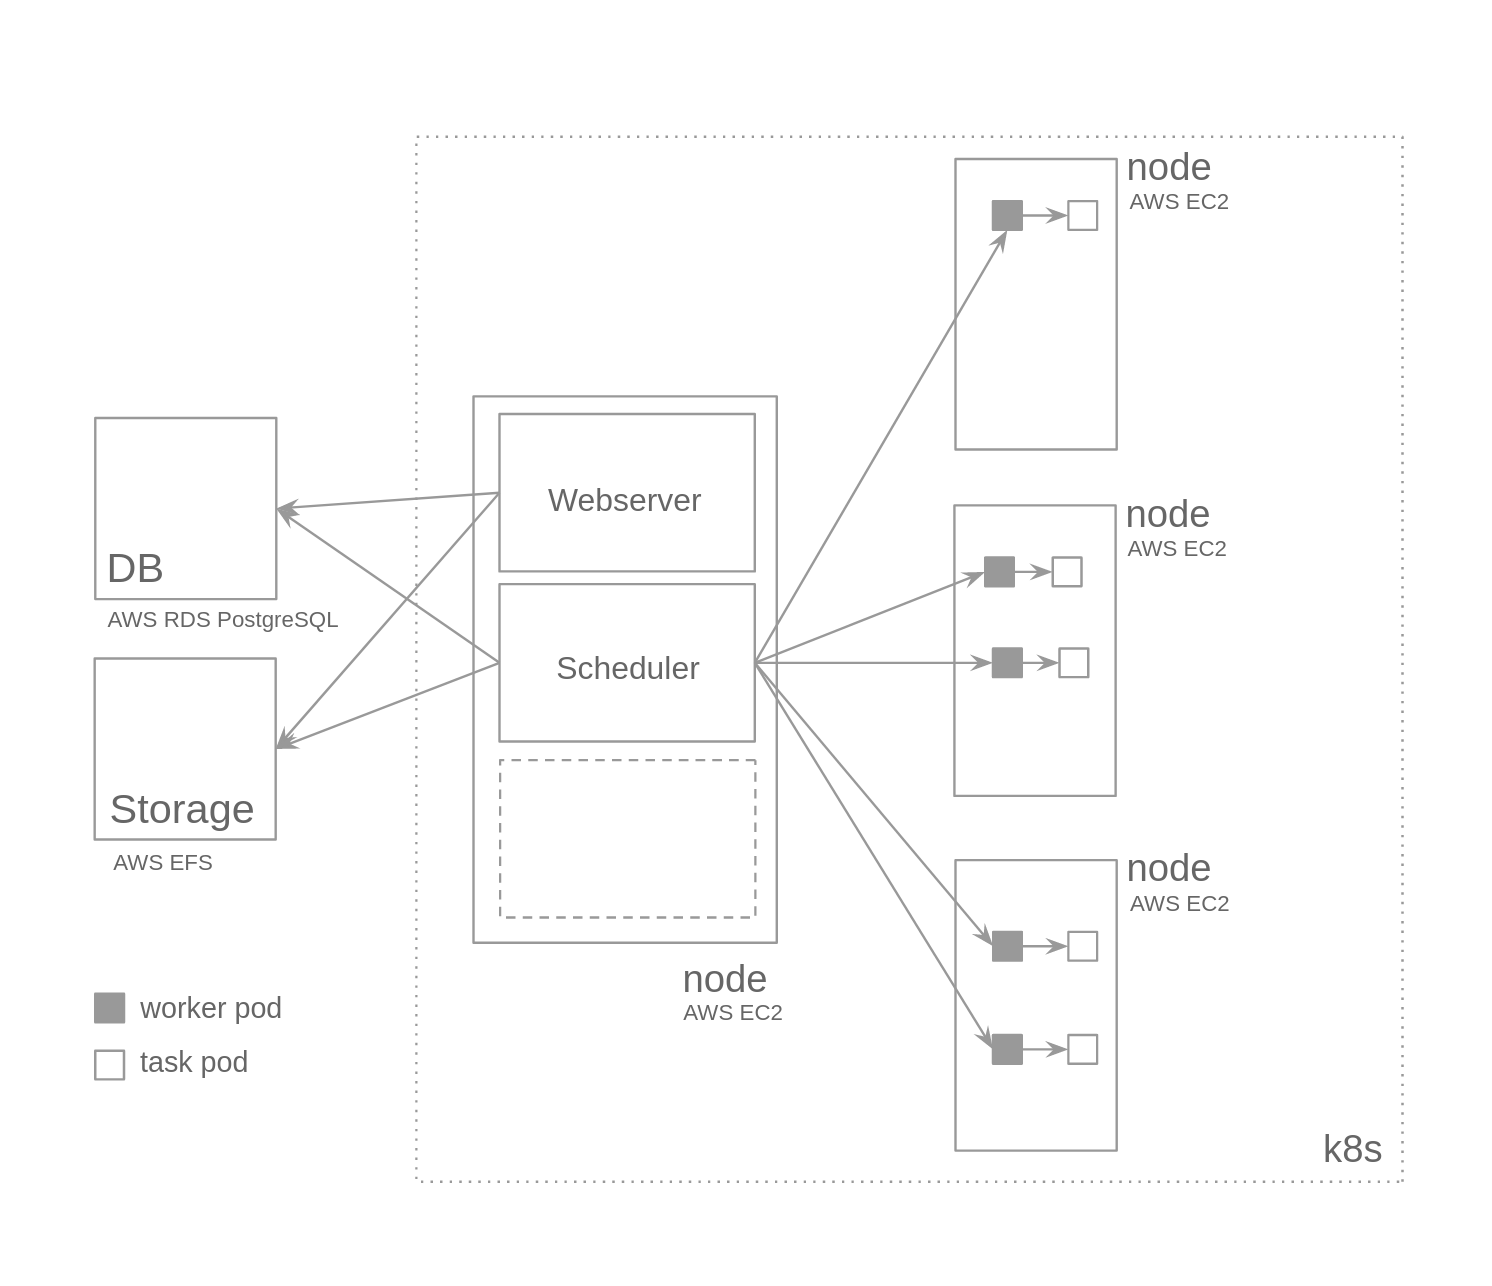 node
AWS EC2
Webserver
Scheduler
DB
AWS RDS PostgreSQL
Storage
AWS EFS
node
AWS EC2
node
AWS EC2
node
AWS EC2
worker pod
task pod
k8s